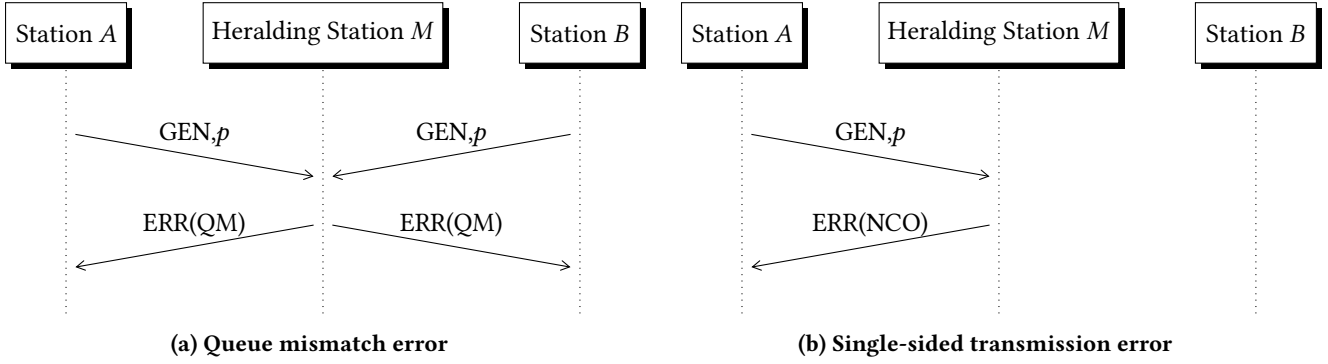 Station A
Heralding Station M
Station B
GEN,p
GEN,p
ERR(QM)
ERR(QM)
(a) Queue mismatch error
Station A
Heralding Station M
Station B
GEN,p
ERR(NCO)
(b) Single-sided transmission error